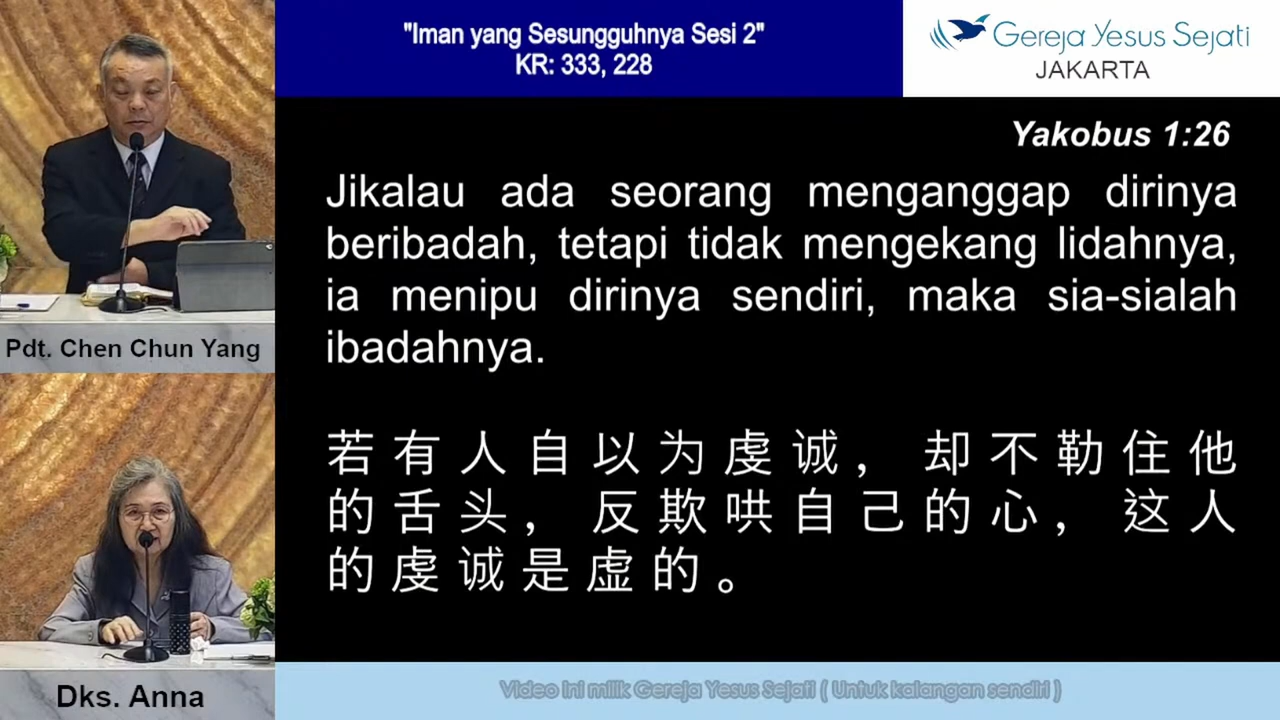 "Iman yang Sesungguhnya Sesi 2"
KR: 333, 228
Gereja Yesus Sejati
JAKARTA
Yakobus 1:26
Jikalau ada seorang menganggap dirinya
beribadah, tetapi tidak mengekang lidahnya,
ia menipu dirinya sendiri, maka sia-sialah
ibadahnya.
若有人自以为虔诚，却不勒住他
的舌头，反欺哄自己的心，这人
的虔诚是虚的。
Pdt. Chen Chun Yang
Dks. Anna
Video ini milik Gereja Yesus Sejati ( Untuk kalangan sendiri )